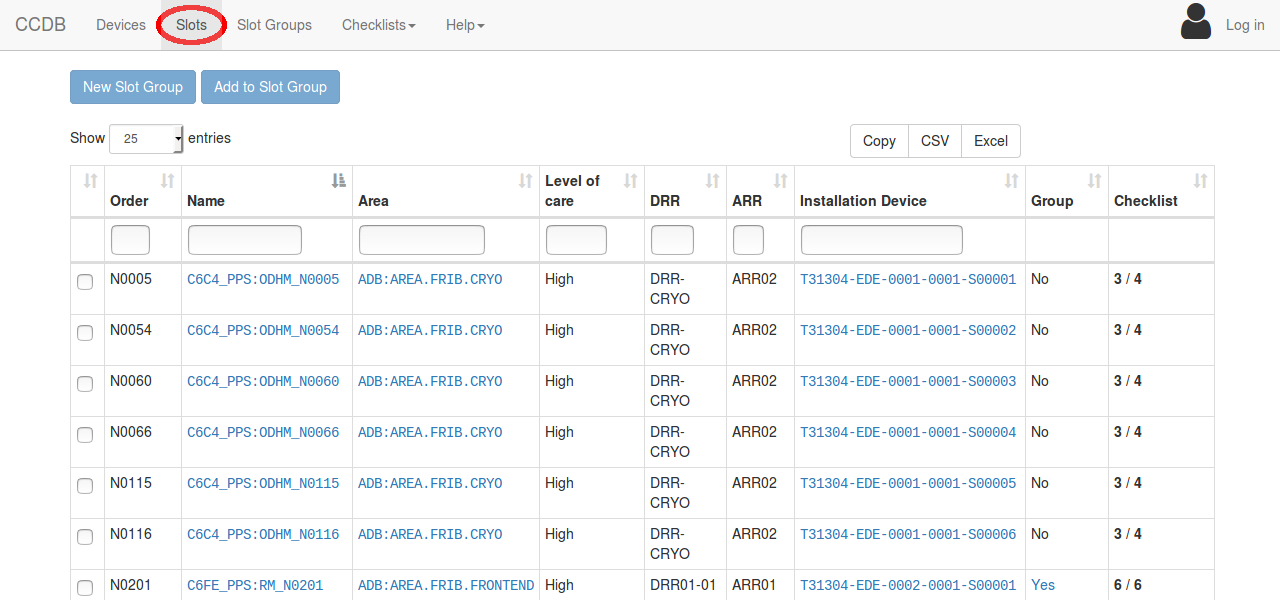 CCDB Devices Slots Slot Groups Checklists Help Log in
New Slot Group Add to Slot Group
Show 25 entries Copy CSV Excel
Order Name Area Level of care DRR ARR Installation Device Group Checklist
N0005 C6C4_PPS:ODHM_N0005 ADB:AREA.FRIB.CRYO High DRR-CRYO ARR02 T31304-EDE-0001-0001-S00001 No 3 / 4
N0054 C6C4_PPS:ODHM_N0054 ADB:AREA.FRIB.CRYO High DRR-CRYO ARR02 T31304-EDE-0001-0001-S00002 No 3 / 4
N0060 C6C4_PPS:ODHM_N0060 ADB:AREA.FRIB.CRYO High DRR-CRYO ARR02 T31304-EDE-0001-0001-S00003 No 3 / 4
N0066 C6C4_PPS:ODHM_N0066 ADB:AREA.FRIB.CRYO High DRR-CRYO ARR02 T31304-EDE-0001-0001-S00004 No 3 / 4
N0115 C6C4_PPS:ODHM_N0115 ADB:AREA.FRIB.CRYO High DRR-CRYO ARR02 T31304-EDE-0001-0001-S00005 No 3 / 4
N0116 C6C4_PPS:ODHM_N0116 ADB:AREA.FRIB.CRYO High DRR-CRYO ARR02 T31304-EDE-0001-0001-S00006 No 3 / 4
N0201 C6FE_PPS:RM_N0201 ADB:AREA.FRIB.FRONTEND High DRR01-01 ARR01 T31304-EDE-0002-0001-S00001 Yes 6 / 6